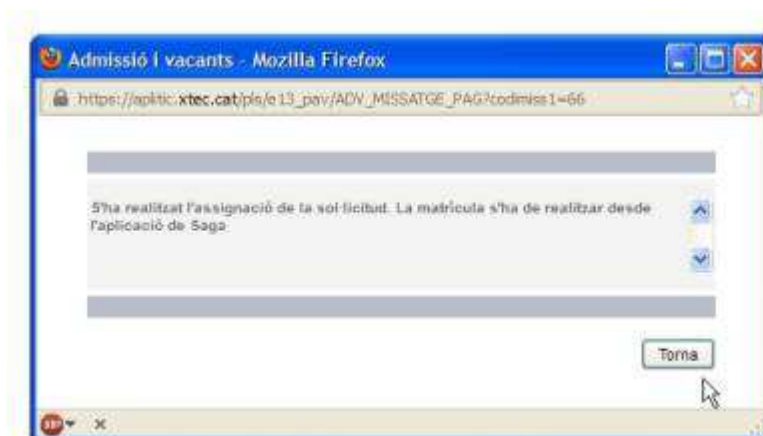 Admissió i vacants - Mozilla Firefox
https://aplitic.xtec.cat/pls/e13_pav/ADV_MISSATGE_PAG?codimiss1=66
S'ha realitzat l'assignació de la sol·licitud. La matrícula s'ha de realitzar desde
l'aplicació de Saga
Torna
ABP